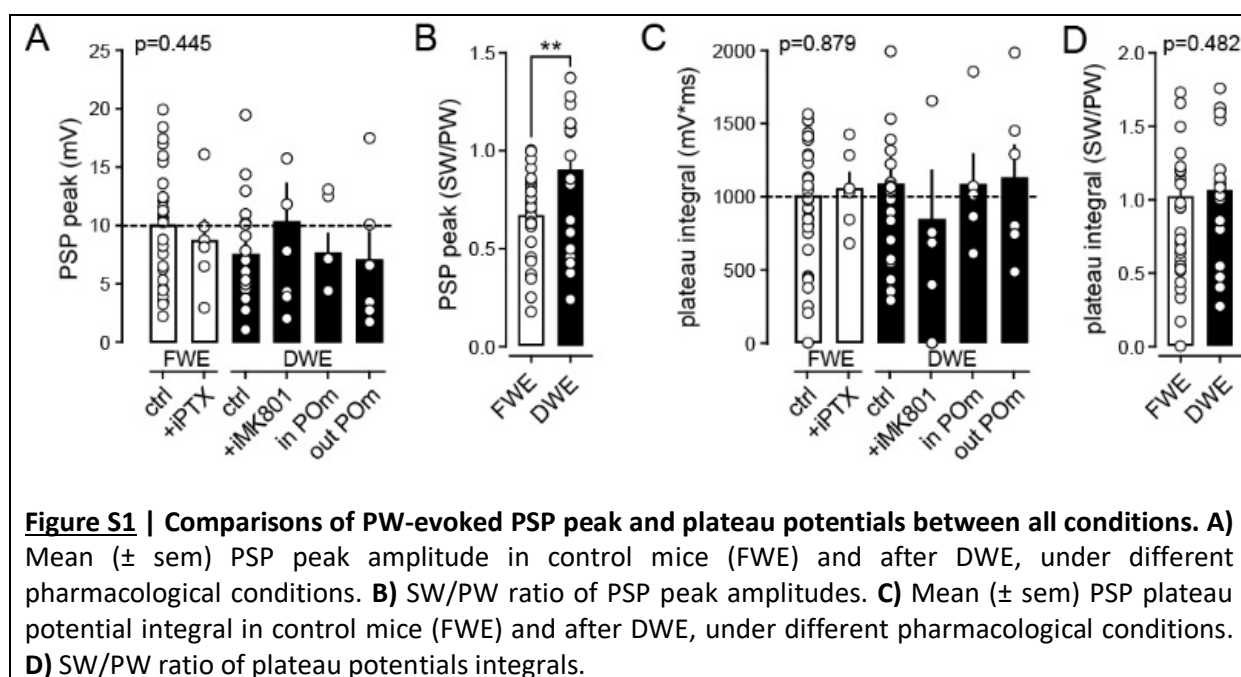 A
p=0.445
PSP peak (mV)
25
20
15
10
5
0
FWE
DWE
ctrl
+iPTX
ctrl
+iMK801
in POm
out POm
B
**
PSP peak (SW/PW)
1.5
1.0
0.5
0.0
FWE
DWE
C
p=0.879
plateau integral (mV*ms)
2000
1500
1000
500
0
FWE
DWE
ctrl
+iPTX
ctrl
+iMK801
in POm
out POm
D
p=0.482
plateau integral (SW/PW)
2.0
1.5
1.0
0.5
0.0
FWE
DWE
Figure S1 | Comparisons of PW-evoked PSP peak and plateau potentials between all conditions. A)
Mean (± sem) PSP peak amplitude in control mice (FWE) and after DWE, under different
pharmacological conditions. B) SW/PW ratio of PSP peak amplitudes. C) Mean (± sem) PSP plateau
potential integral in control mice (FWE) and after DWE, under different pharmacological conditions.
D) SW/PW ratio of plateau potentials integrals.